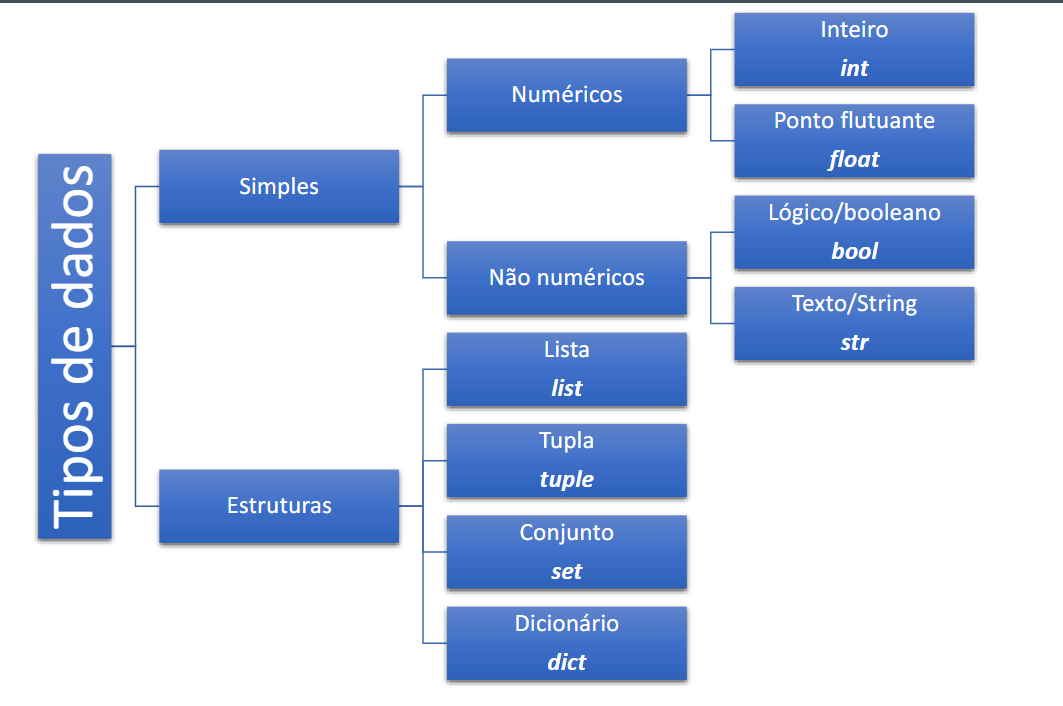 Tipos de dados
Simples
Numéricos
Inteiro
int
Ponto flutuante
float
Não numéricos
Lógico/booleano
bool
Texto/String
str
Estruturas
Lista
list
Tupla
tuple
Conjunto
set
Dicionário
dict